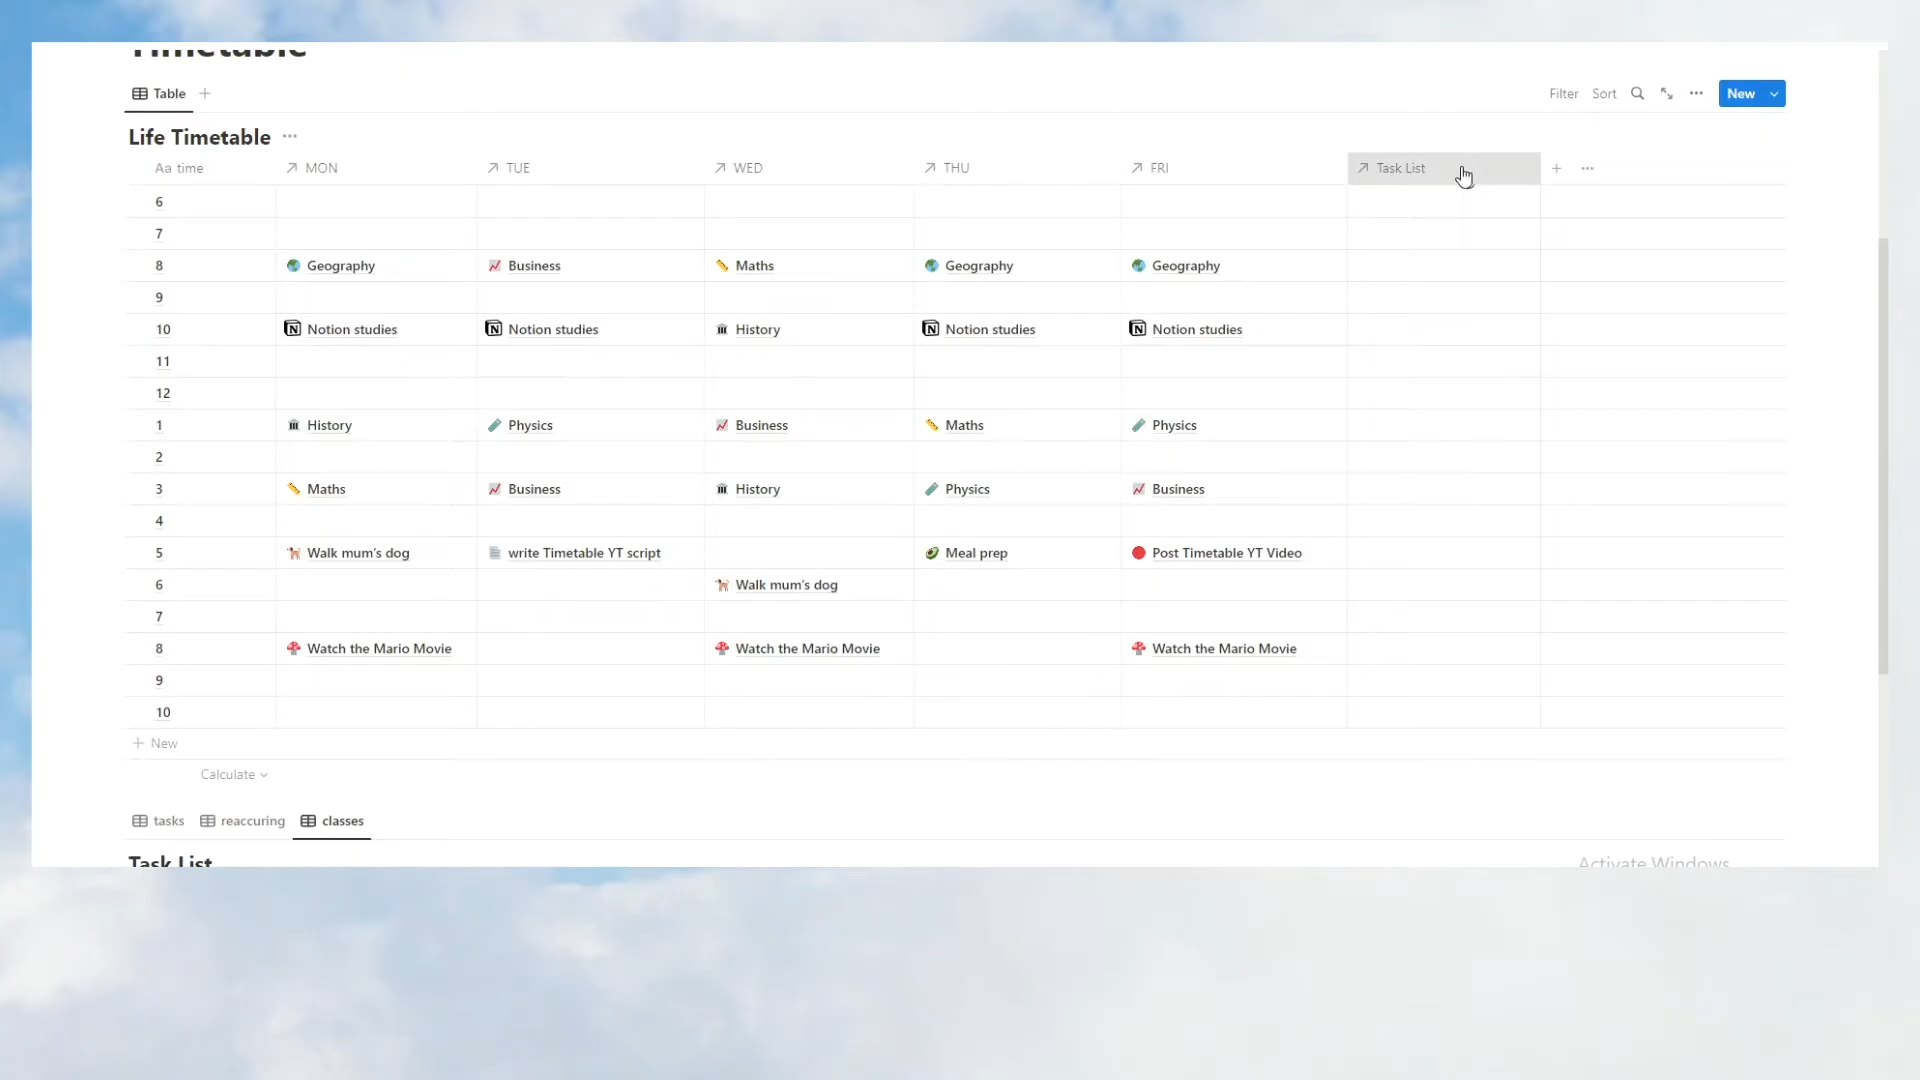 Timetable
Table
Filter Sort New
Life Timetable
Aa time MON TUE WED THU FRI Task List
6
7
8 Geography Business Maths Geography Geography
9
10 Notion studies Notion studies History Notion studies Notion studies
11
12
1 History Physics Business Maths Physics
2
3 Maths Business History Physics Business
4
5 Walk mum's dog write Timetable YT script Meal prep Post Timetable YT Video
6 Walk mum's dog
7
8 Watch the Mario Movie Watch the Mario Movie Watch the Mario Movie
9
10
+ New
Calculate
tasks reaccuring classes
Task List
Activate Windows